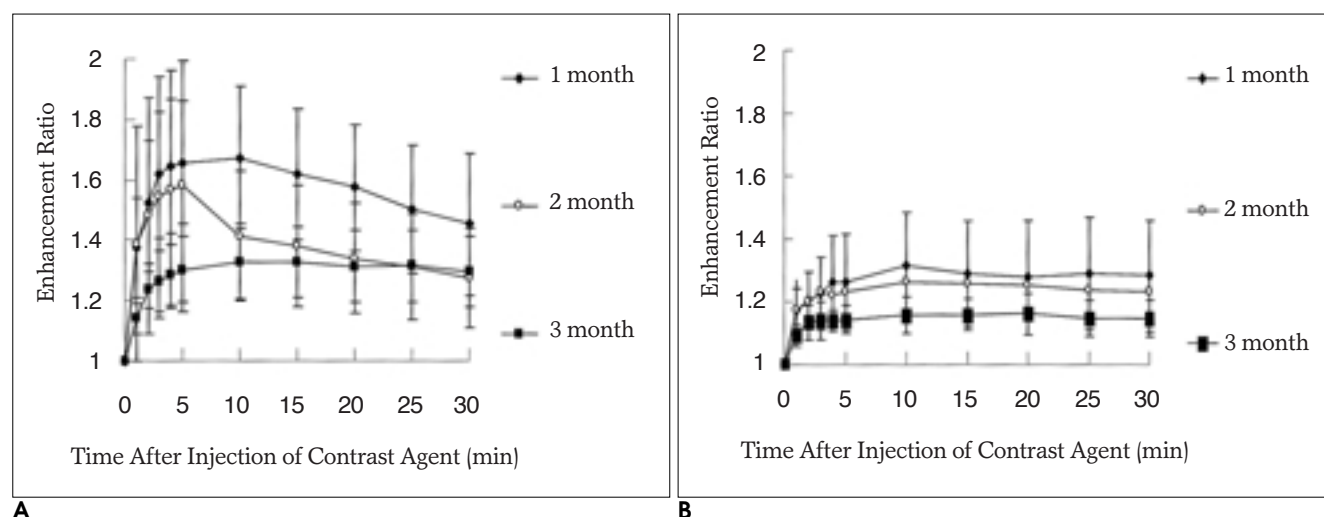 2
1.8
1.6
1.4
1.2
1
Enhancement Ratio
0 5 10 15 20 25 30
Time After Injection of Contrast Agent (min)
1 month
2 month
3 month
A
2
1.8
1.6
1.4
1.2
1
Enhancement Ratio
0 5 10 15 20 25 30
Time After Injection of Contrast Agent (min)
1 month
2 month
3 month
B